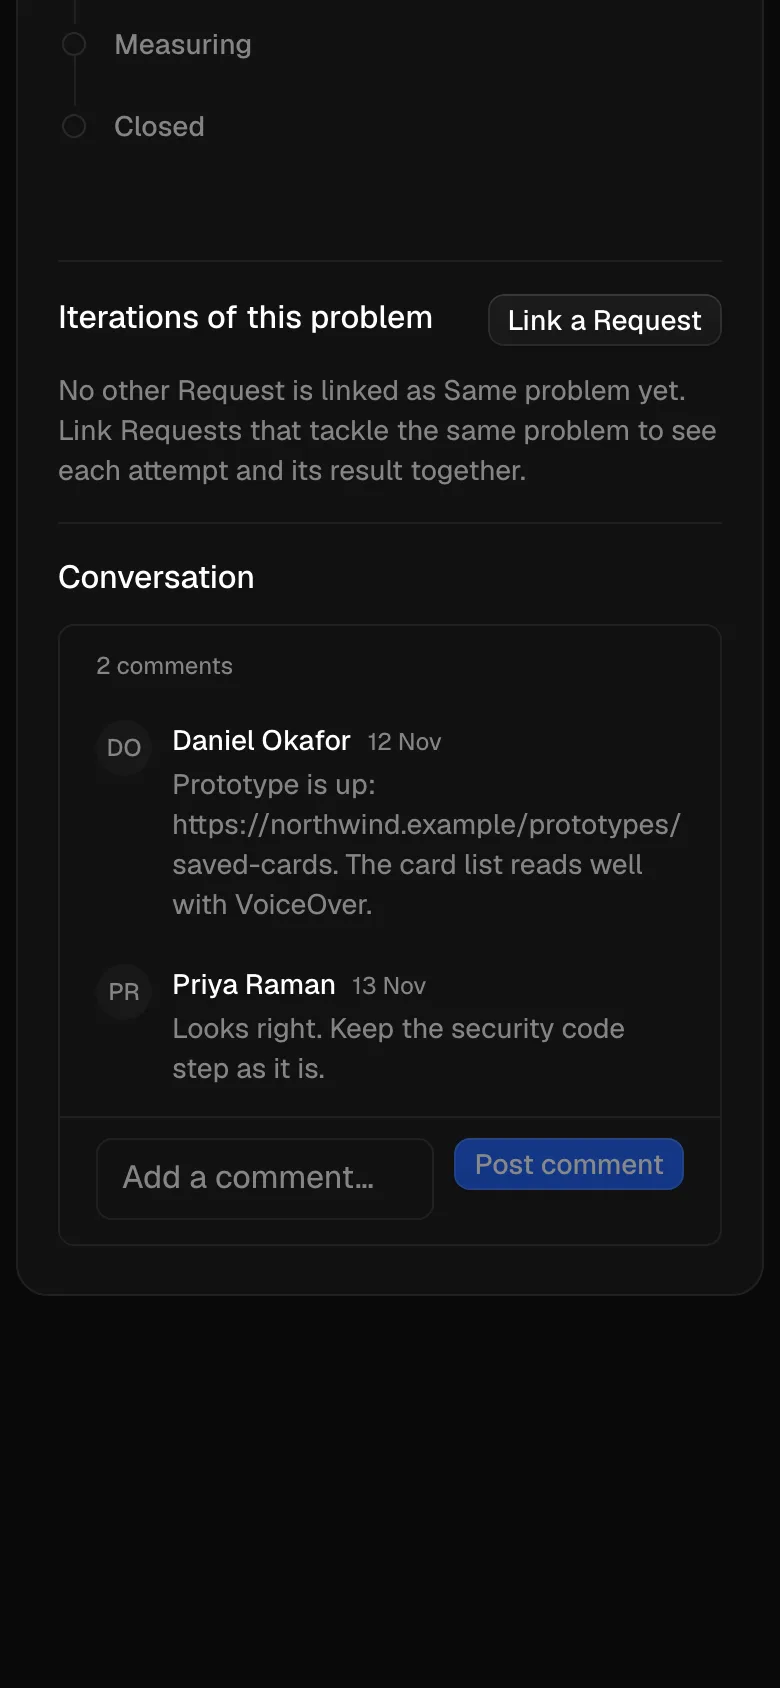 Measuring
Closed
Iterations of this problem
Link a Request
No other Request is linked as Same problem yet.
Link Requests that tackle the same problem to see
each attempt and its result together.
Conversation
2 comments
DO
Daniel Okafor 12 Nov
Prototype is up:
https://northwind.example/prototypes/
saved-cards. The card list reads well
with VoiceOver.
PR
Priya Raman 13 Nov
Looks right. Keep the security code
step as it is.
Add a comment…
Post comment